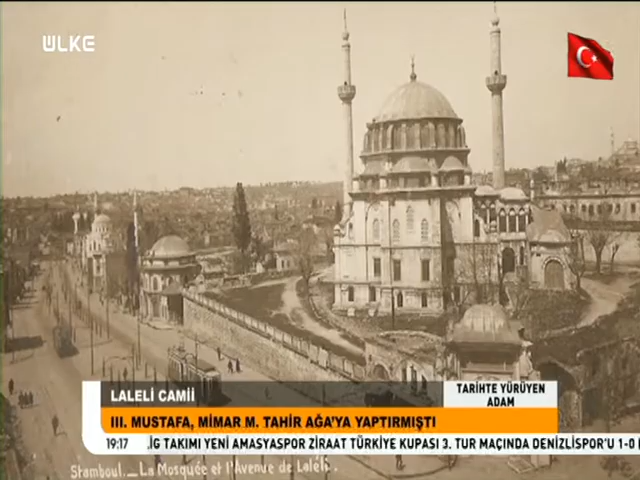 ÜLKE
LALELİ CAMİİ
TARİHTE YÜRÜYEN
ADAM
III. MUSTAFA, MİMAR M. TAHİR AĞA'YA YAPTIRMIŞTI
19:17 LİG TAKIMI YENİ AMASYASPOR ZİRAAT TÜRKİYE KUPASI 3. TUR MAÇINDA DENİZLİSPOR'U 1-0
Stamboul._La Mosquée et l'Avenue de Laleli.